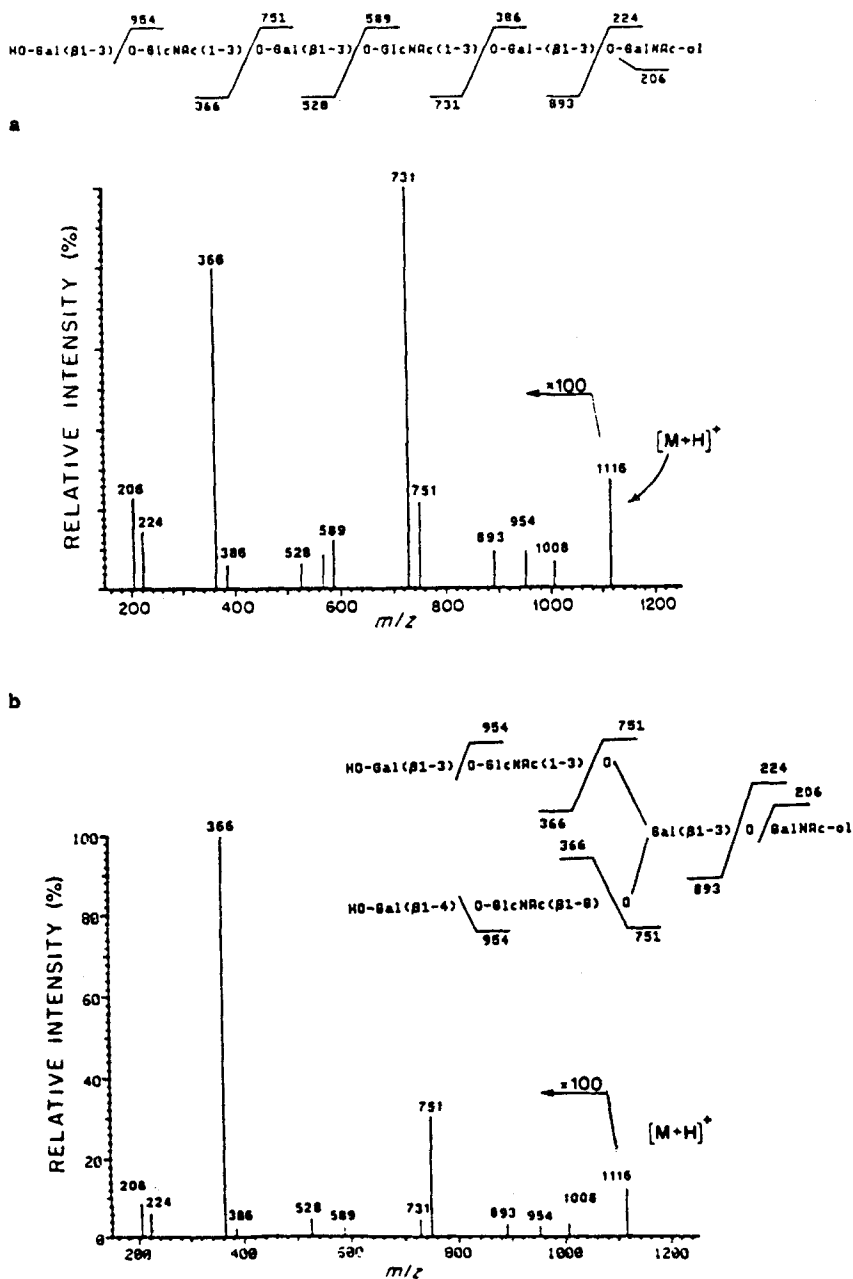 954 751 589 386 224
HO-Gal(β1-3) O-GlcNAc(1-3) O-Gal(β1-3) O-GlcNAc(1-3) O-Gal-(β1-3) O-GalNAc-ol
206
366 528 731 893
a
RELATIVE INTENSITY (%)
731
366
×100
[M+H]+
1116
206
751
224
589
954
893
386
528
1008
200 400 600 800 1000 1200
m/z
b
954 751
HO-Gal(β1-3) O-GlcNAc(1-3) O
224
206
366
Gal(β1-3) O GalNAc-ol
366
893
HO-Gal(β1-4) O-GlcNAc(β1-6) O
954 751
RELATIVE INTENSITY (%)
100
80
60
40
20
0
366
×100
751
[M+H]+
1116
206
224
1008
528
731
893
386
589
954
200 400 600 800 1000 1200
m/z